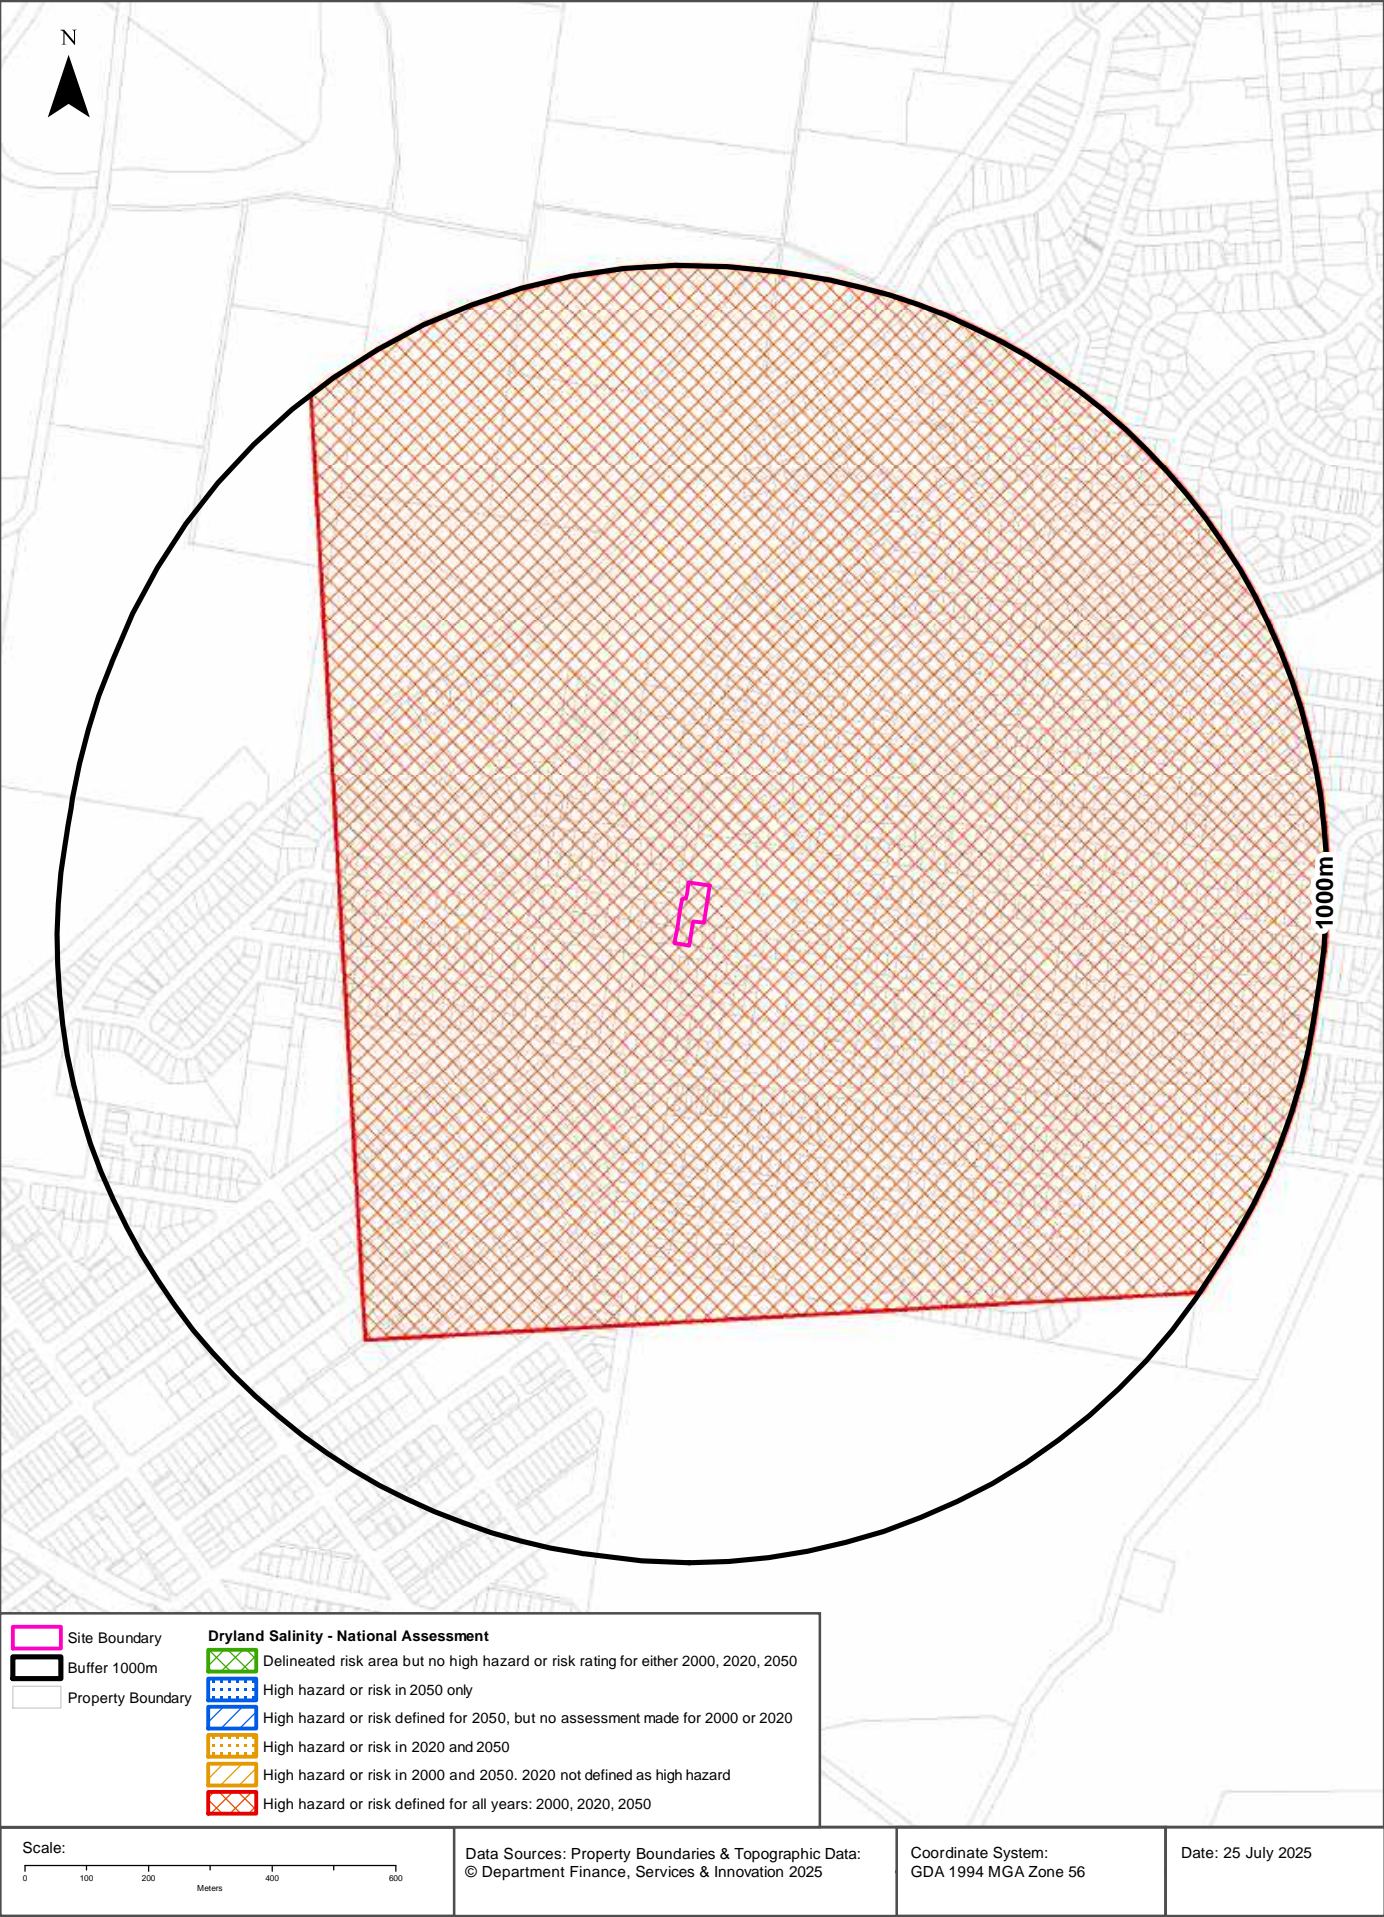 N
1000m
Site Boundary
Buffer 1000m
Property Boundary
Dryland Salinity - National Assessment
Delineated risk area but no high hazard or risk rating for either 2000, 2020, 2050
High hazard or risk in 2050 only
High hazard or risk defined for 2050, but no assessment made for 2000 or 2020
High hazard or risk in 2020 and 2050
High hazard or risk in 2000 and 2050. 2020 not defined as high hazard
High hazard or risk defined for all years: 2000, 2020, 2050
Scale:
0 100 200 400 600
Meters
Data Sources: Property Boundaries & Topographic Data:
© Department Finance, Services & Innovation 2025
Coordinate System:
GDA 1994 MGA Zone 56
Date: 25 July 2025